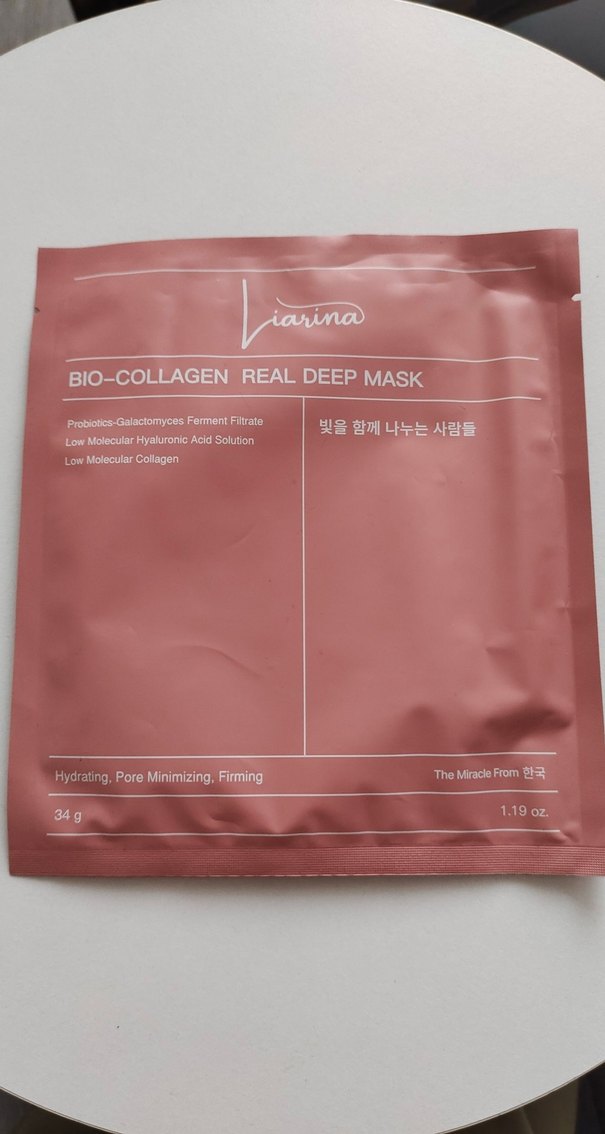 Liarina
BIO-COLLAGEN REAL DEEP MASK
Probiotics-Galactomyces Ferment Filtrate
Low Molecular Hyaluronic Acid Solution
Low Molecular Collagen
빛을 함께 나누는 사람들
Hydrating, Pore Minimizing, Firming
The Miracle From 한국
34 g
1.19 oz.